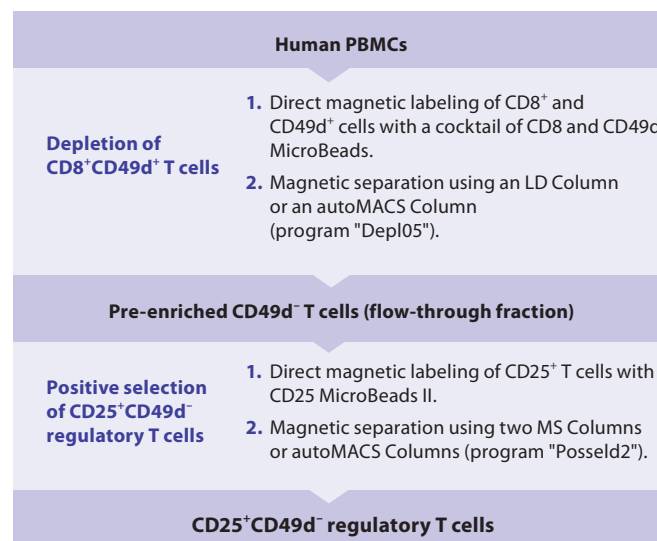 Human PBMCs
Depletion of
CD8⁺CD49d⁺ T cells
1. Direct magnetic labeling of CD8⁺ and
CD49d⁺ cells with a cocktail of CD8 and CD49d
MicroBeads.
2. Magnetic separation using an LD Column
or an autoMACS Column
(program "Depl05").
Pre-enriched CD49d⁻ T cells (flow-through fraction)
Positive selection
of CD25⁺CD49d⁻
regulatory T cells
1. Direct magnetic labeling of CD25⁺ T cells with
CD25 MicroBeads II.
2. Magnetic separation using two MS Columns
or autoMACS Columns (program "Posseld2").
CD25⁺CD49d⁻ regulatory T cells